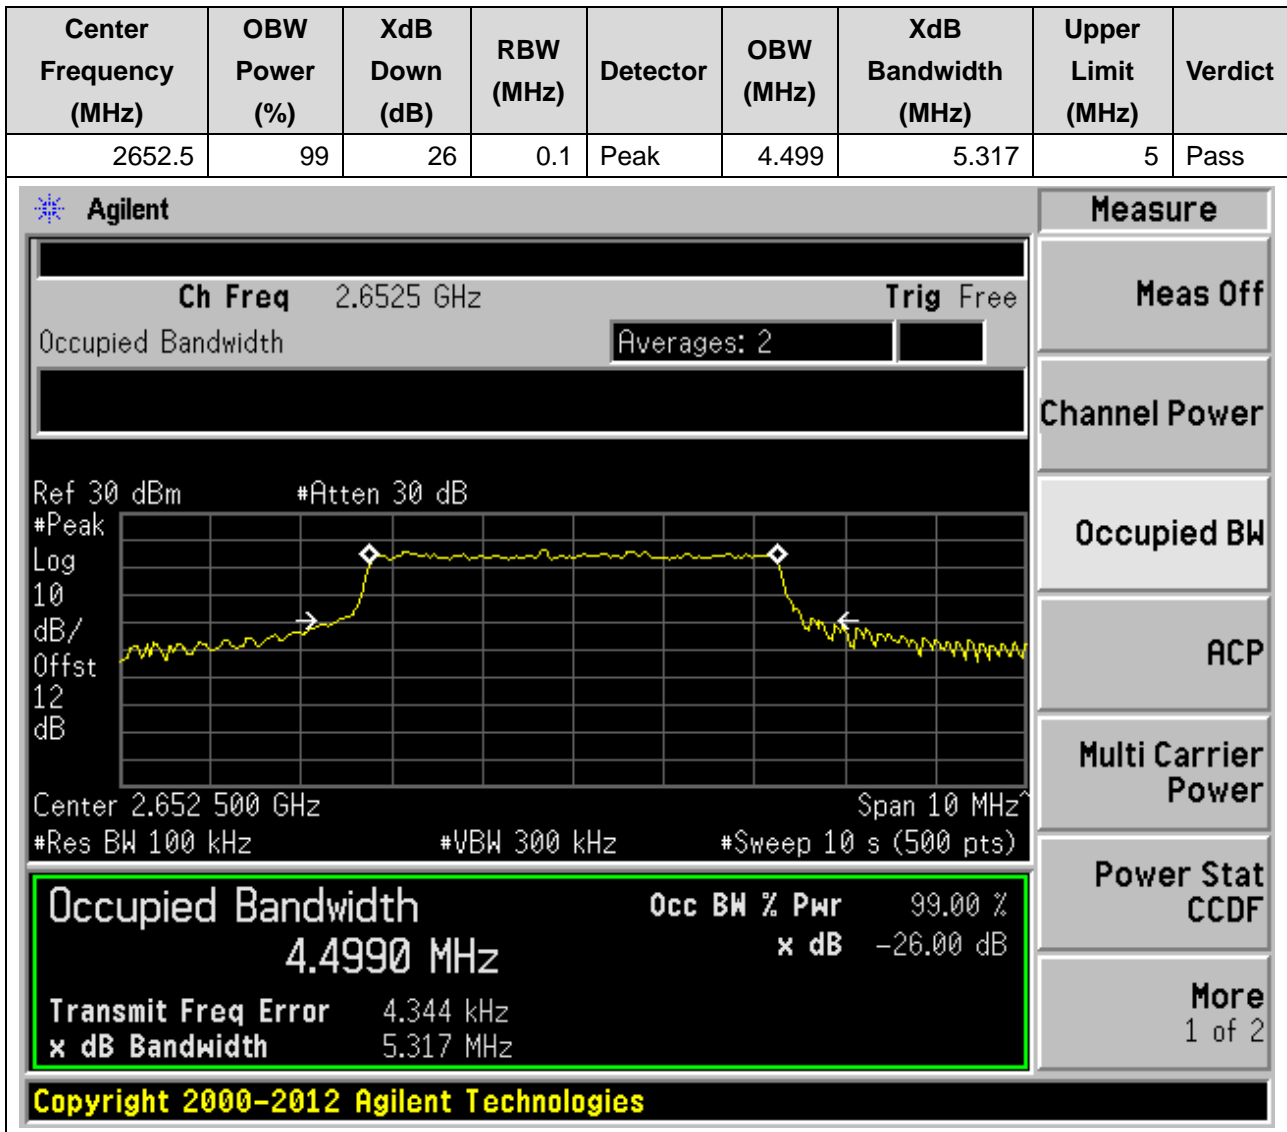 Center Frequency (MHz) OBW Power (%) XdB Down (dB) RBW (MHz) Detector OBW (MHz) XdB Bandwidth (MHz) Upper Limit (MHz) Verdict
2652.5 99 26 0.1 Peak 4.499 5.317 5 Pass
Agilent
Measure
Ch Freq 2.6525 GHz Trig Free
Meas Off
Occupied Bandwidth Averages: 2
Channel Power
Ref 30 dBm #Atten 30 dB
#Peak
Log
10
dB/
Offst
12
dB
Occupied BW
ACP
Multi Carrier
Power
Center 2.652 500 GHz Span 10 MHz^
#Res BW 100 kHz #VBW 300 kHz #Sweep 10 s (500 pts)
Power Stat
CCDF
Occupied Bandwidth Occ BW % Pwr 99.00 %
4.4990 MHz x dB -26.00 dB
Transmit Freq Error 4.344 kHz
x dB Bandwidth 5.317 MHz
More
1 of 2
Copyright 2000-2012 Agilent Technologies